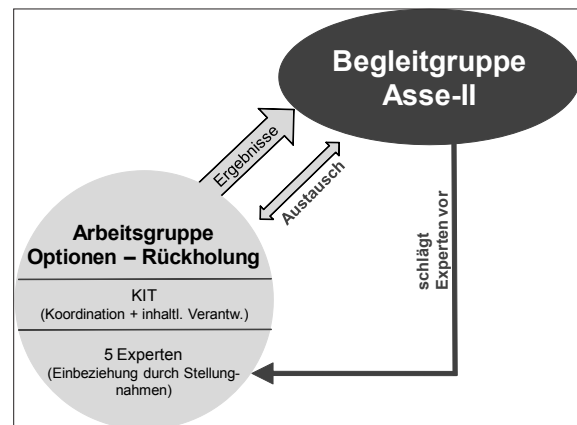 Begleitgruppe
Asse-II
Ergebnisse
Austausch
schlägt
Experten vor
Arbeitsgruppe
Optionen – Rückholung
KIT
(Koordination + inhaltl. Verantw.)
5 Experten
(Einbeziehung durch Stellung-
nahmen)